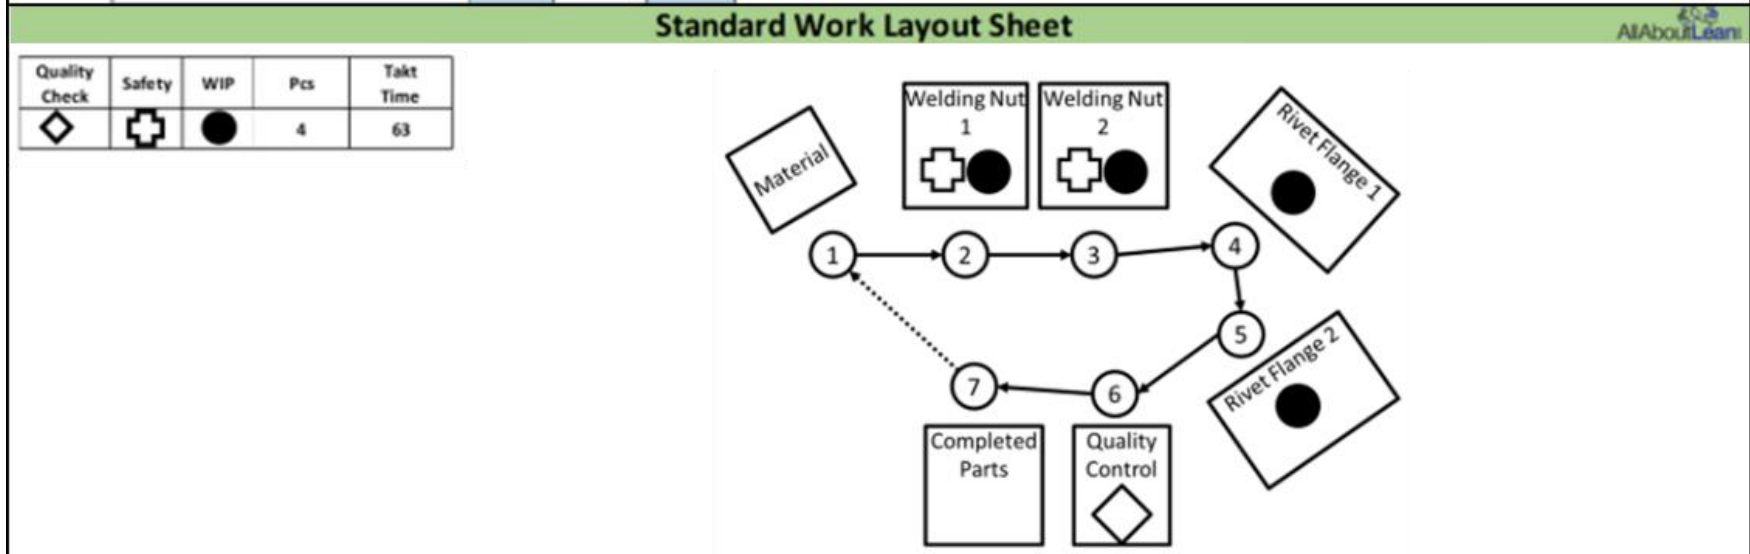 Standard Work Layout Sheet
AllAboutLean
Quality
Check
Safety
WIP
Pcs
Takt
Time
4
63
Material
Welding Nut
1
Welding Nut
2
Rivet Flange 1
1
2
3
4
5
6
7
Rivet Flange 2
Completed
Parts
Quality
Control